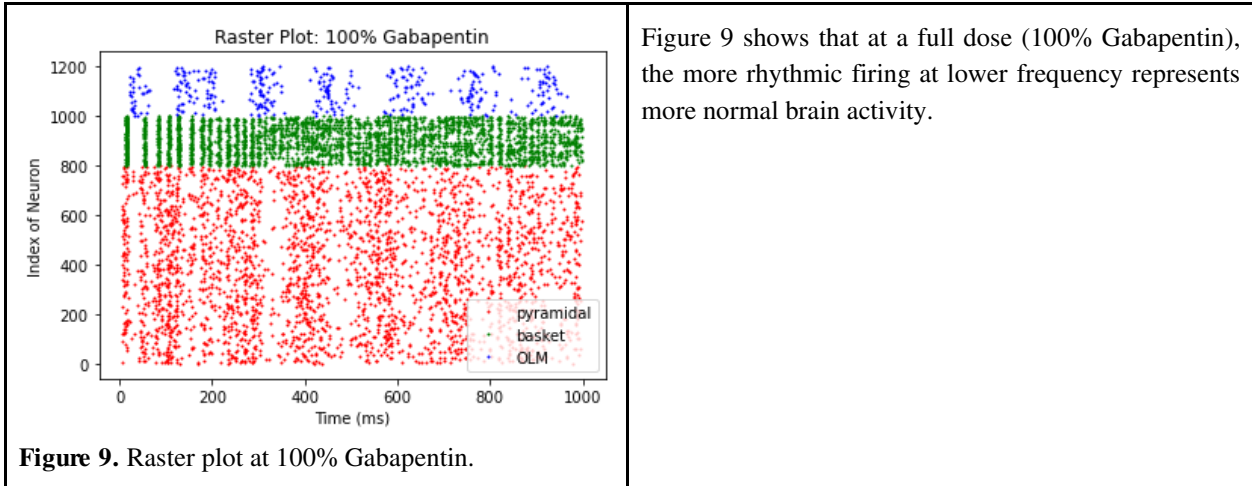 Raster Plot: 100% Gabapentin
1200
1000
800
600
400
200
0
Index of Neuron
pyramidal
basket
OLM
0 200 400 600 800 1000
Time (ms)
Figure 9. Raster plot at 100% Gabapentin.
Figure 9 shows that at a full dose (100% Gabapentin),
the more rhythmic firing at lower frequency represents
more normal brain activity.